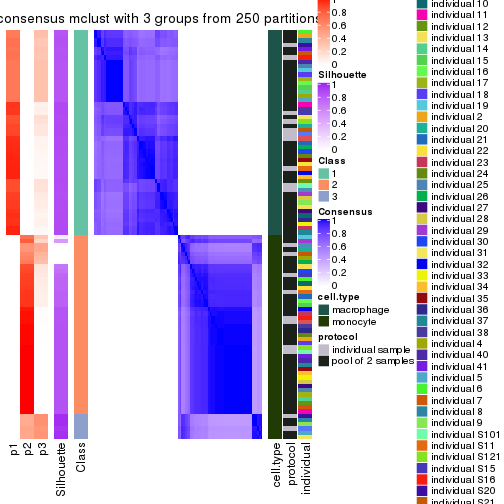 consensus mclust with 3 groups from 250 partitions
0.8
0.6
0.4
0.2
0
Silhouette
1
0.8
0.6
0.4
0.2
0
Class
1
2
3
Consensus
1
0.8
0.6
0.4
0.2
0
cell.type
macrophage
monocyte
protocol
individual sample
pool of 2 samples
individual 10
individual 11
individual 12
individual 13
individual 14
individual 15
individual 16
individual 17
individual 18
individual 19
individual 2
individual 20
individual 21
individual 22
individual 23
individual 24
individual 25
individual 26
individual 27
individual 28
individual 29
individual 30
individual 31
individual 32
individual 33
individual 34
individual 35
individual 36
individual 37
individual 38
individual 4
individual 40
individual 41
individual 5
individual 6
individual 7
individual 8
individual 9
individual S101
individual S11
individual S121
individual S15
individual S16
individual S20
individual S21
p1
p2
p3
Silhouette
Class
cell.type
protocol
individual